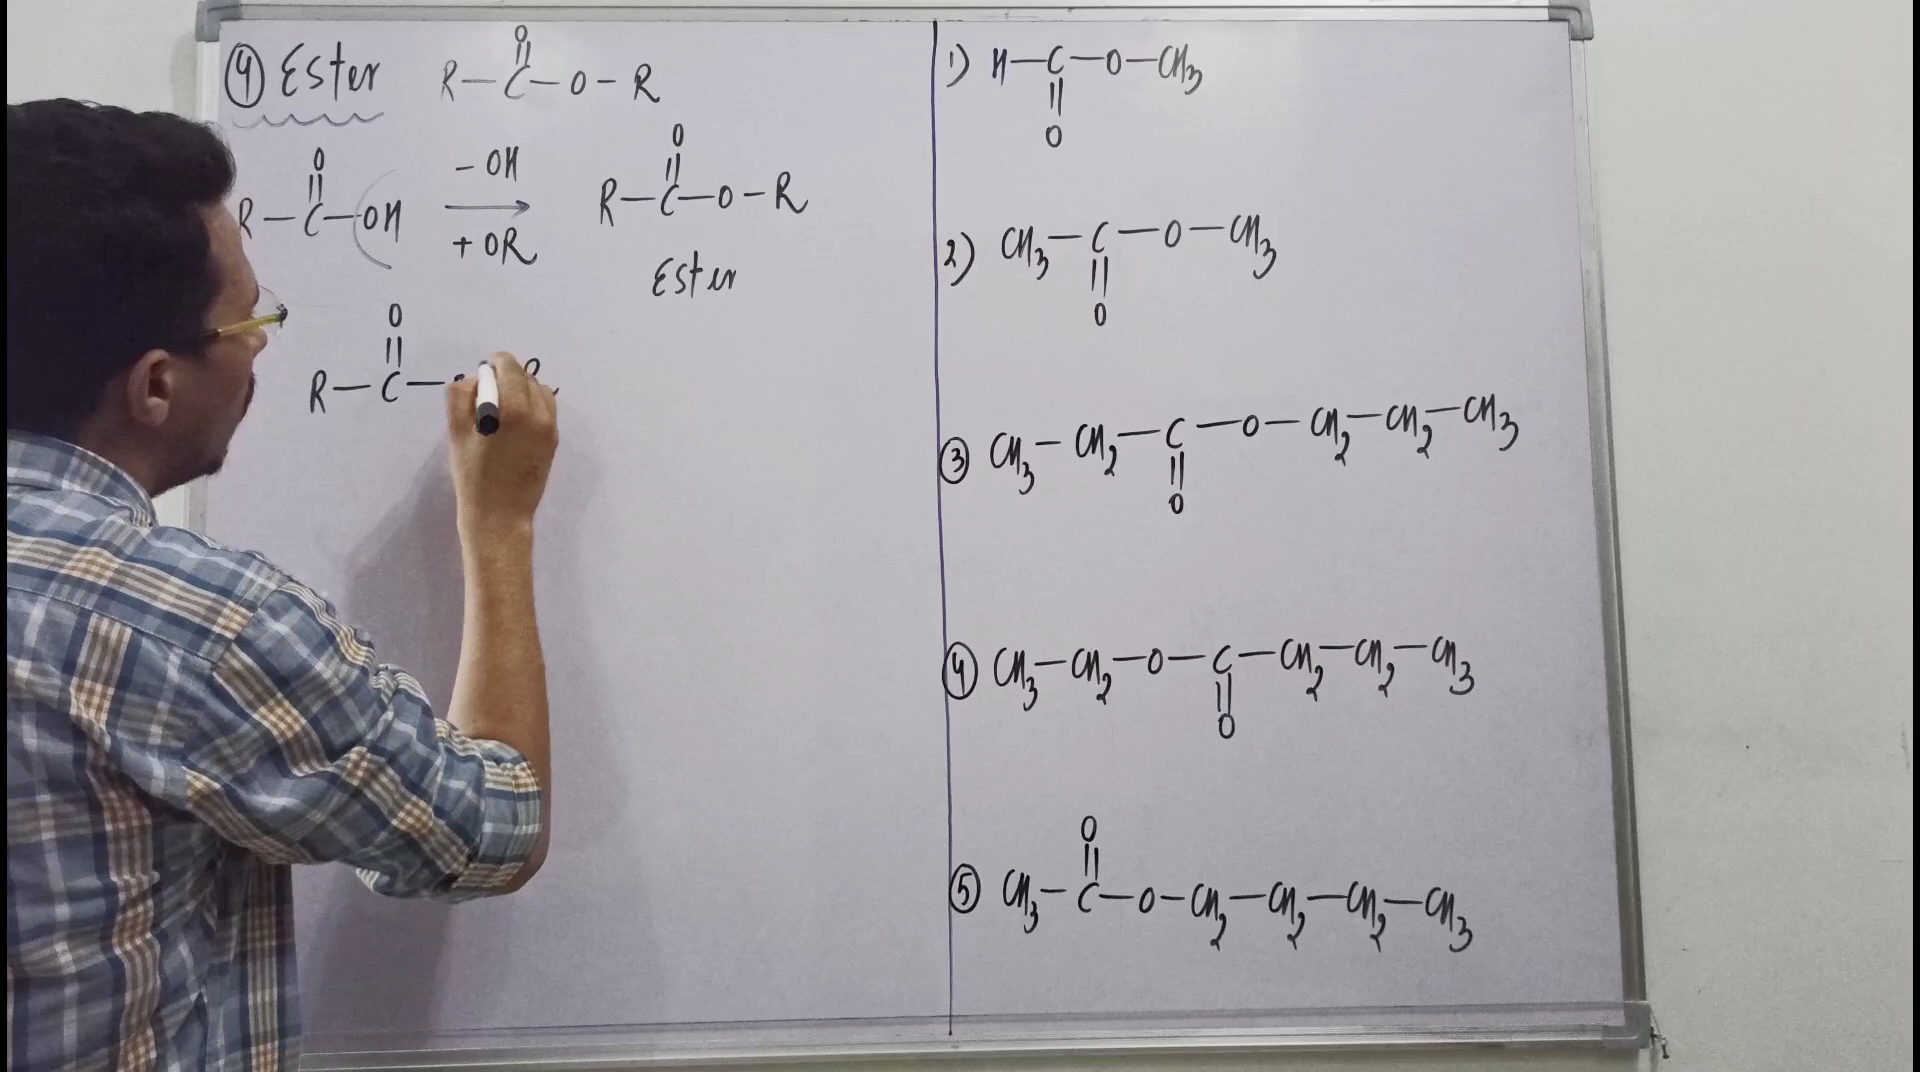 ④ Ester R-C-O-R
O
||
R-C-OH
O
||
-OH
+OR
R-C-O-R
O
||
Ester
R-C-
O
||
1) H-C-O-CH3
||
O
2) CH3-C-O-CH3
||
O
③ CH3-CH2-C-O-CH2-CH2-CH3
||
O
④ CH3-CH2-O-C-CH2-CH2-CH3
||
O
O
||
⑤ CH3-C-O-CH2-CH2-CH2-CH3